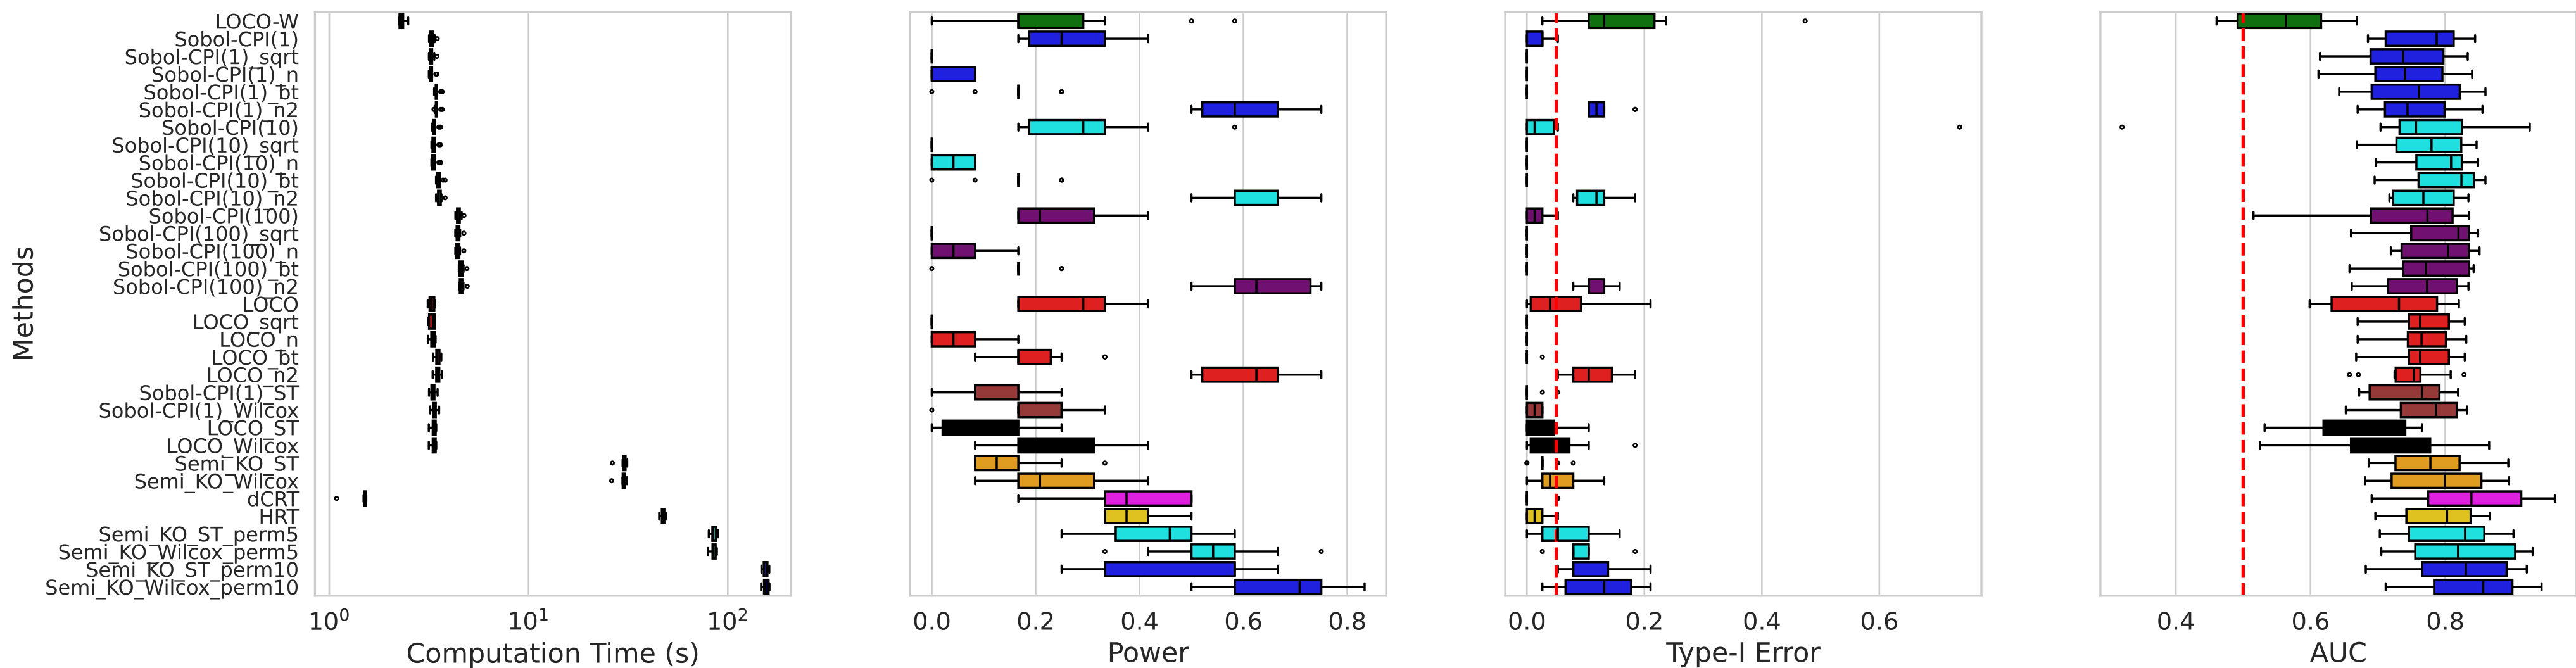 Methods
LOCO-W
Sobol-CPI(1)
Sobol-CPI(1)_sqrt
Sobol-CPI(1)_n
Sobol-CPI(1)_bt
Sobol-CPI(1)_n2
Sobol-CPI(10)
Sobol-CPI(10)_sqrt
Sobol-CPI(10)_n
Sobol-CPI(10)_bt
Sobol-CPI(10)_n2
Sobol-CPI(100)
Sobol-CPI(100)_sqrt
Sobol-CPI(100)_n
Sobol-CPI(100)_bt
Sobol-CPI(100)_n2
LOCO
LOCO_sqrt
LOCO_n
LOCO_bt
LOCO_n2
Sobol-CPI(1)_ST
Sobol-CPI(1)_Wilcox
LOCO_ST
LOCO_Wilcox
Semi_KO_ST
Semi_KO_Wilcox
dCRT
HRT
Semi_KO_ST_perm5
Semi_KO_Wilcox_perm5
Semi_KO_ST_perm10
Semi_KO_Wilcox_perm10
10⁰ 10¹ 10²
Computation Time (s)
0.0 0.2 0.4 0.6 0.8
Power
0.0 0.2 0.4 0.6
Type-I Error
0.4 0.6 0.8
AUC